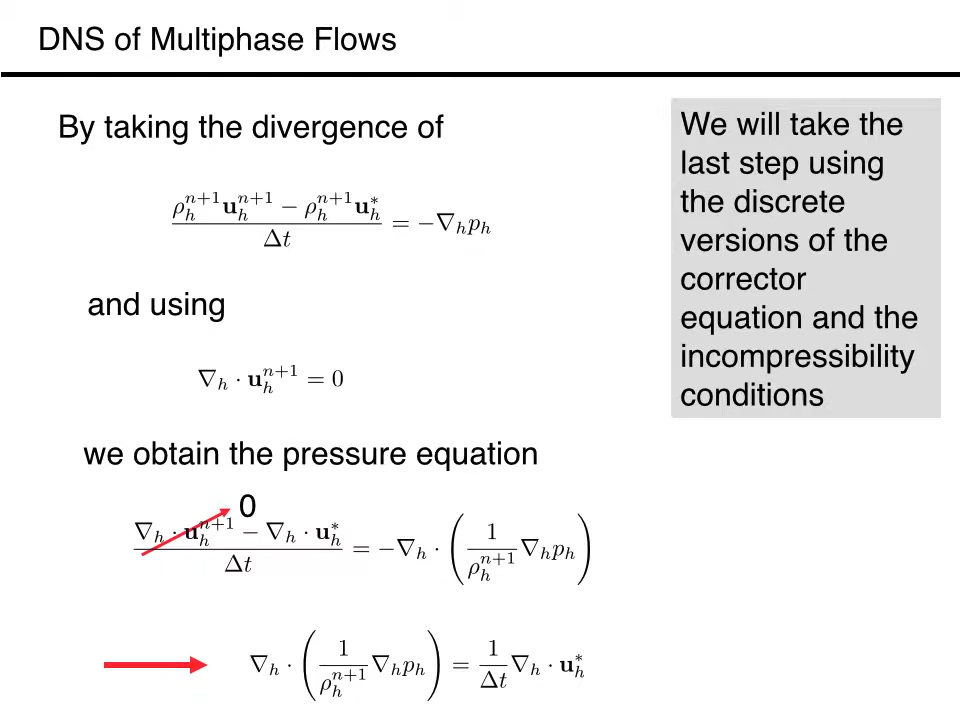 DNS of Multiphase Flows
By taking the divergence of
$$\frac{\rho_h^{n+1}\mathbf{u}_h^{n+1} - \rho_h^{n+1}\mathbf{u}_h^*}{\Delta t} = -\nabla_h p_h$$
and using
$$\nabla_h \cdot \mathbf{u}_h^{n+1} = 0$$
we obtain the pressure equation
0
$$\frac{\nabla_h \cdot \mathbf{u}_h^{n+1} - \nabla_h \cdot \mathbf{u}_h^*}{\Delta t} = -\nabla_h \cdot \left( \frac{1}{\rho_h^{n+1}} \nabla_h p_h \right)$$
$$\nabla_h \cdot \left( \frac{1}{\rho_h^{n+1}} \nabla_h p_h \right) = \frac{1}{\Delta t} \nabla_h \cdot \mathbf{u}_h^*$$
We will take the
last step using
the discrete
versions of the
corrector
equation and the
incompressibility
conditions